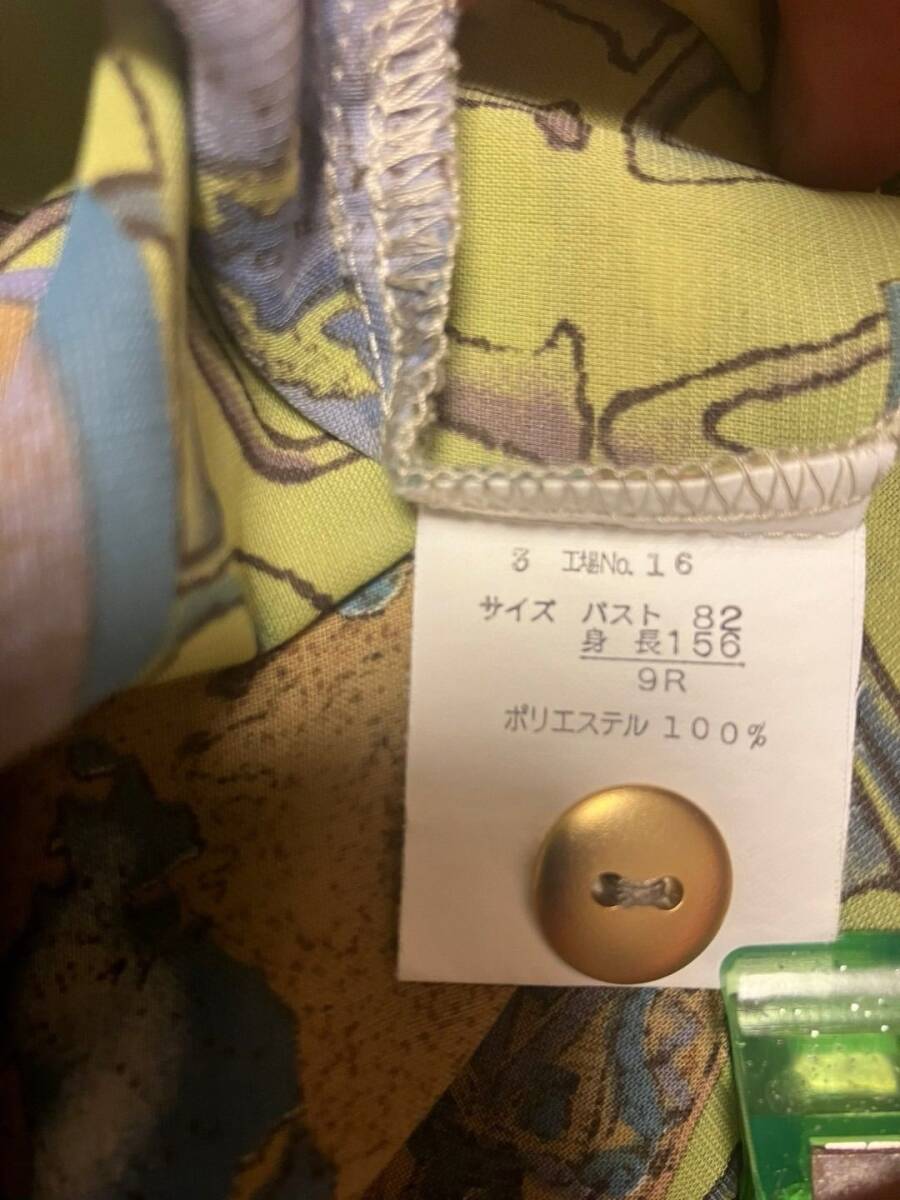 3 工場No.16
サイズ バスト 82
身長156
9R
ポリエステル 100%